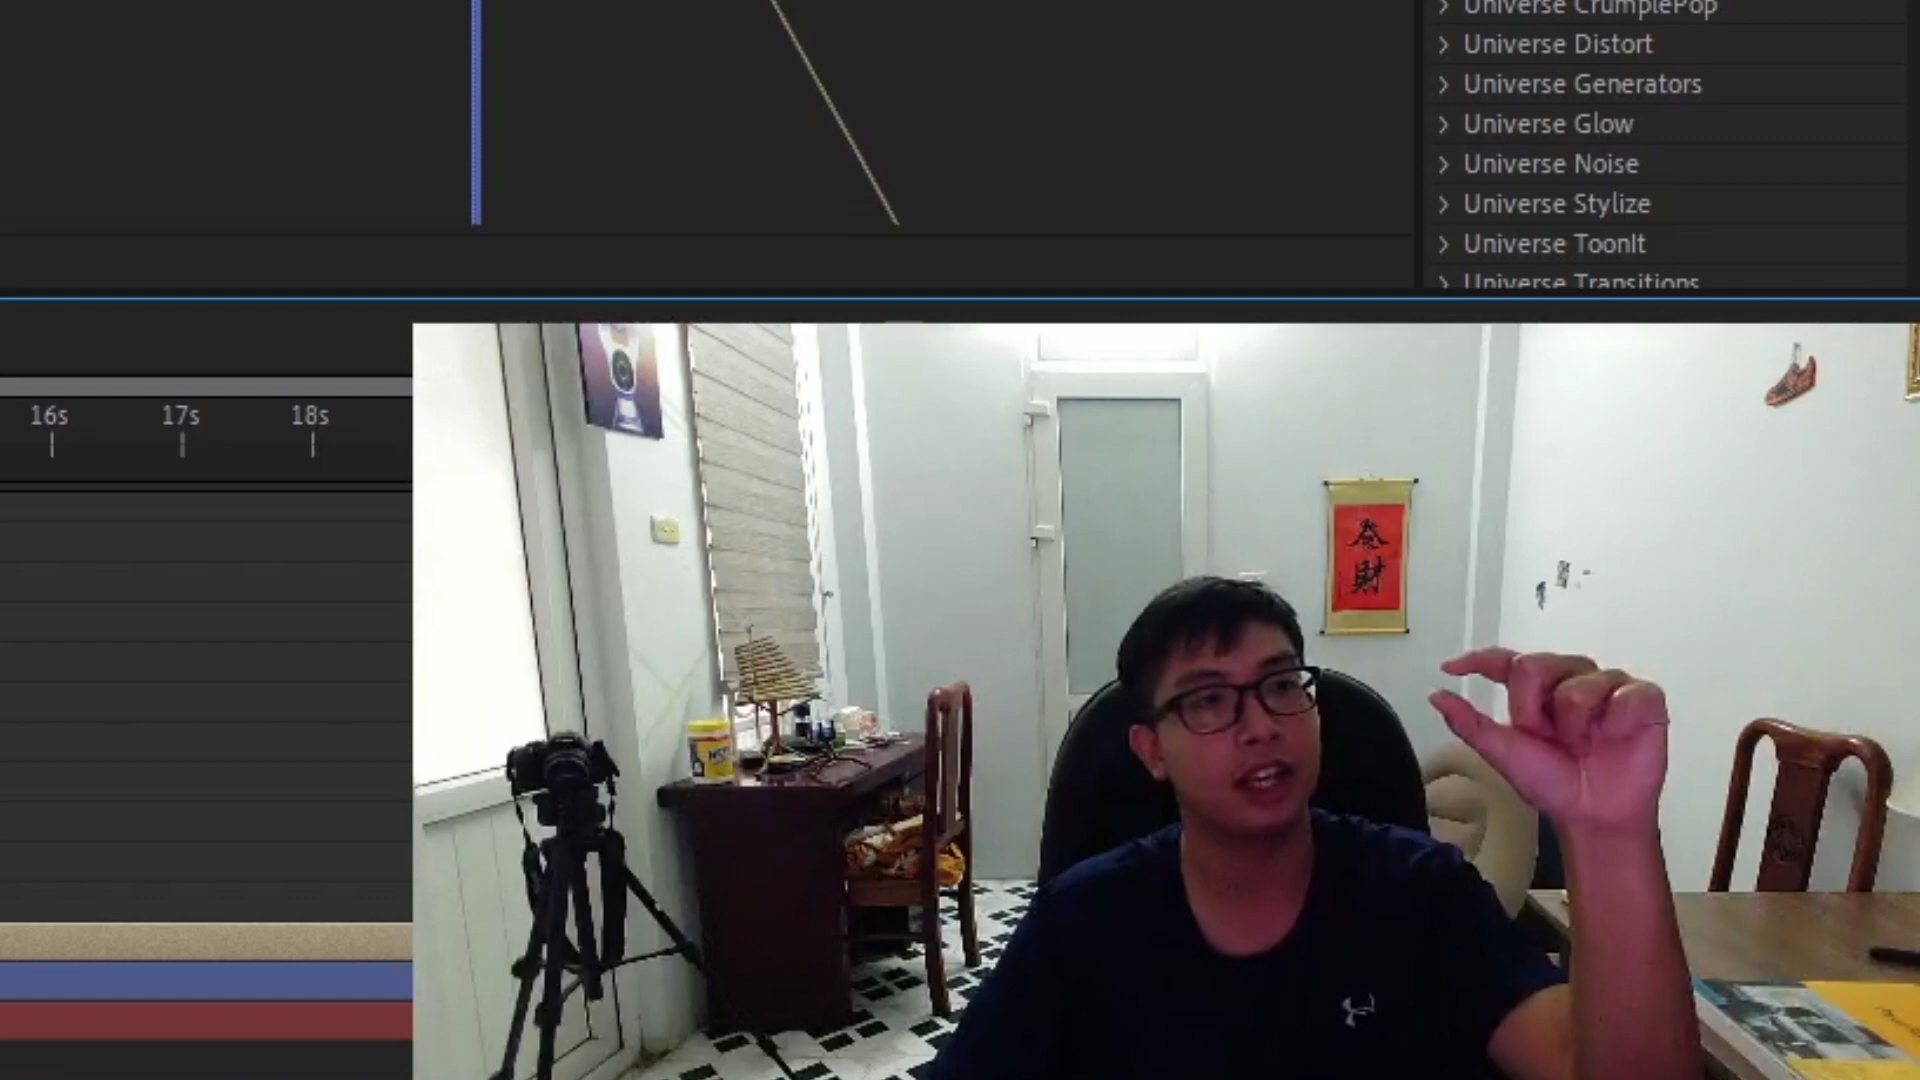 Universe CrumplePop
Universe Distort
Universe Generators
Universe Glow
Universe Noise
Universe Stylize
Universe ToonIt
Universe Transitions
16s 17s 18s
發
財